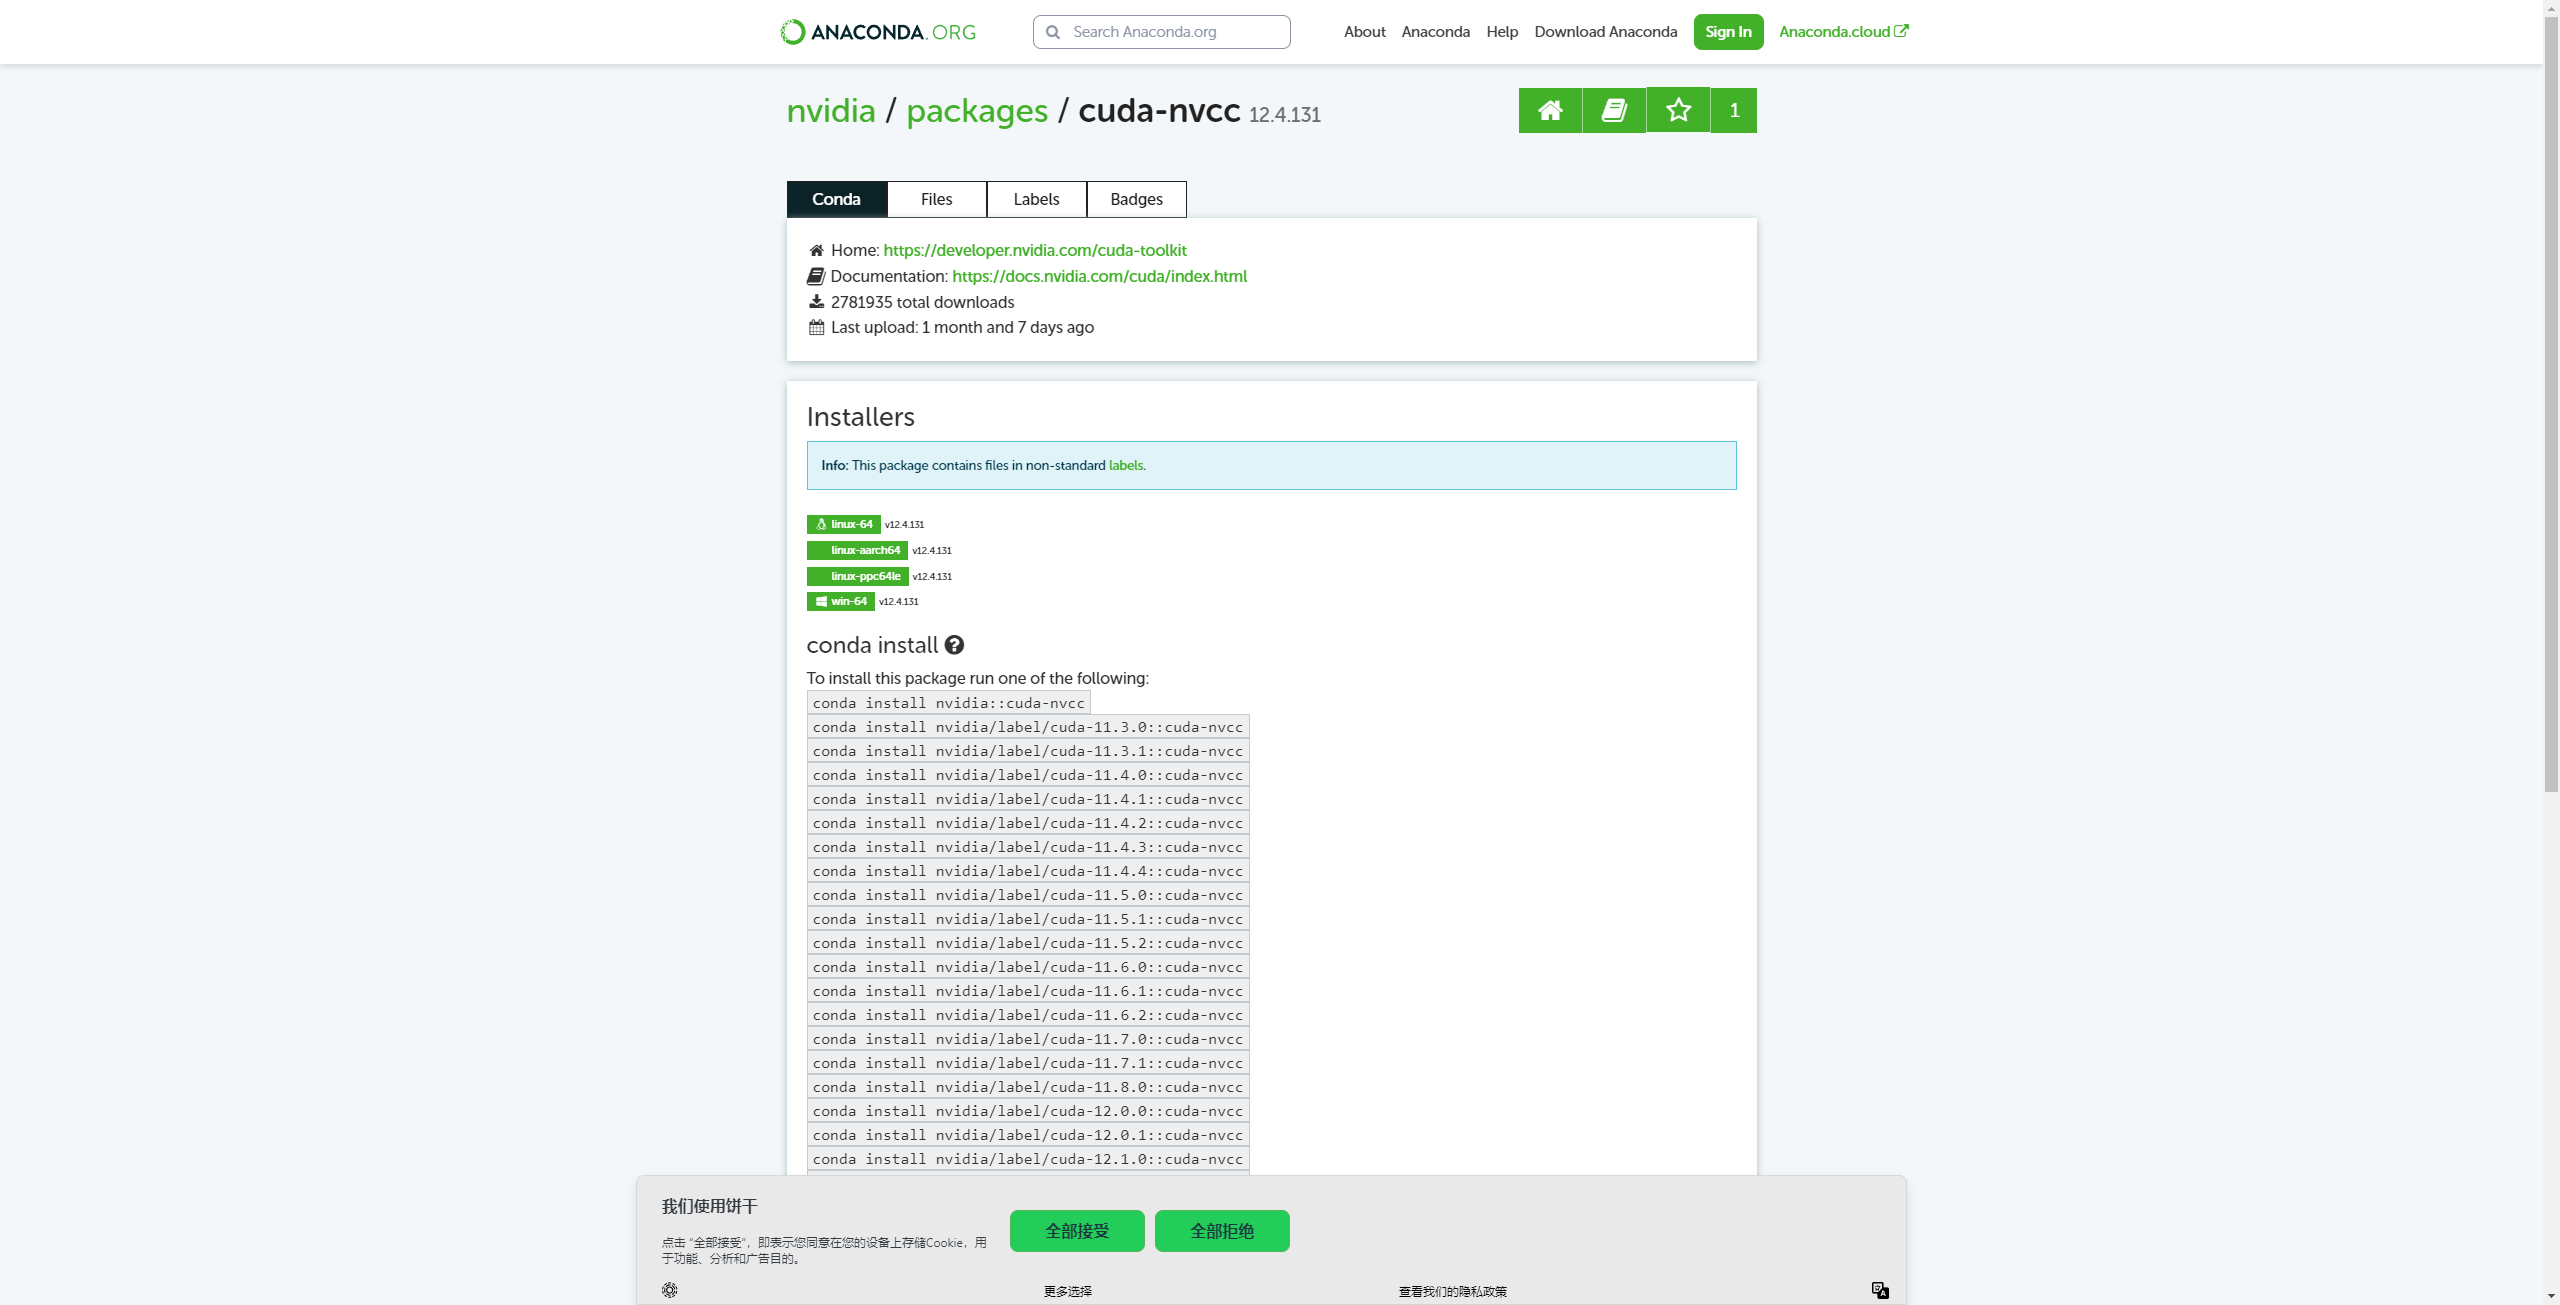 ANACONDA.ORG
Search Anaconda.org
About Anaconda Help Download Anaconda Sign In Anaconda.cloud
nvidia / packages / cuda-nvcc 12.4.131
1
Conda Files Labels Badges
Home: https://developer.nvidia.com/cuda-toolkit
Documentation: https://docs.nvidia.com/cuda/index.html
2781935 total downloads
Last upload: 1 month and 7 days ago
Installers
Info: This package contains files in non-standard labels.
linux-64 v12.4.131
linux-aarch64 v12.4.131
linux-ppc64le v12.4.131
win-64 v12.4.131
conda install
To install this package run one of the following:
conda install nvidia::cuda-nvcc
conda install nvidia/label/cuda-11.3.0::cuda-nvcc
conda install nvidia/label/cuda-11.3.1::cuda-nvcc
conda install nvidia/label/cuda-11.4.0::cuda-nvcc
conda install nvidia/label/cuda-11.4.1::cuda-nvcc
conda install nvidia/label/cuda-11.4.2::cuda-nvcc
conda install nvidia/label/cuda-11.4.3::cuda-nvcc
conda install nvidia/label/cuda-11.4.4::cuda-nvcc
conda install nvidia/label/cuda-11.5.0::cuda-nvcc
conda install nvidia/label/cuda-11.5.1::cuda-nvcc
conda install nvidia/label/cuda-11.5.2::cuda-nvcc
conda install nvidia/label/cuda-11.6.0::cuda-nvcc
conda install nvidia/label/cuda-11.6.1::cuda-nvcc
conda install nvidia/label/cuda-11.6.2::cuda-nvcc
conda install nvidia/label/cuda-11.7.0::cuda-nvcc
conda install nvidia/label/cuda-11.7.1::cuda-nvcc
conda install nvidia/label/cuda-11.8.0::cuda-nvcc
conda install nvidia/label/cuda-12.0.0::cuda-nvcc
conda install nvidia/label/cuda-12.0.1::cuda-nvcc
conda install nvidia/label/cuda-12.1.0::cuda-nvcc
我们使用饼干
点击 "全部接受"，即表示您同意在您的设备上存储Cookie，用
于功能、分析和广告目的。
全部接受 全部拒绝
更多选择 查看我们的隐私政策